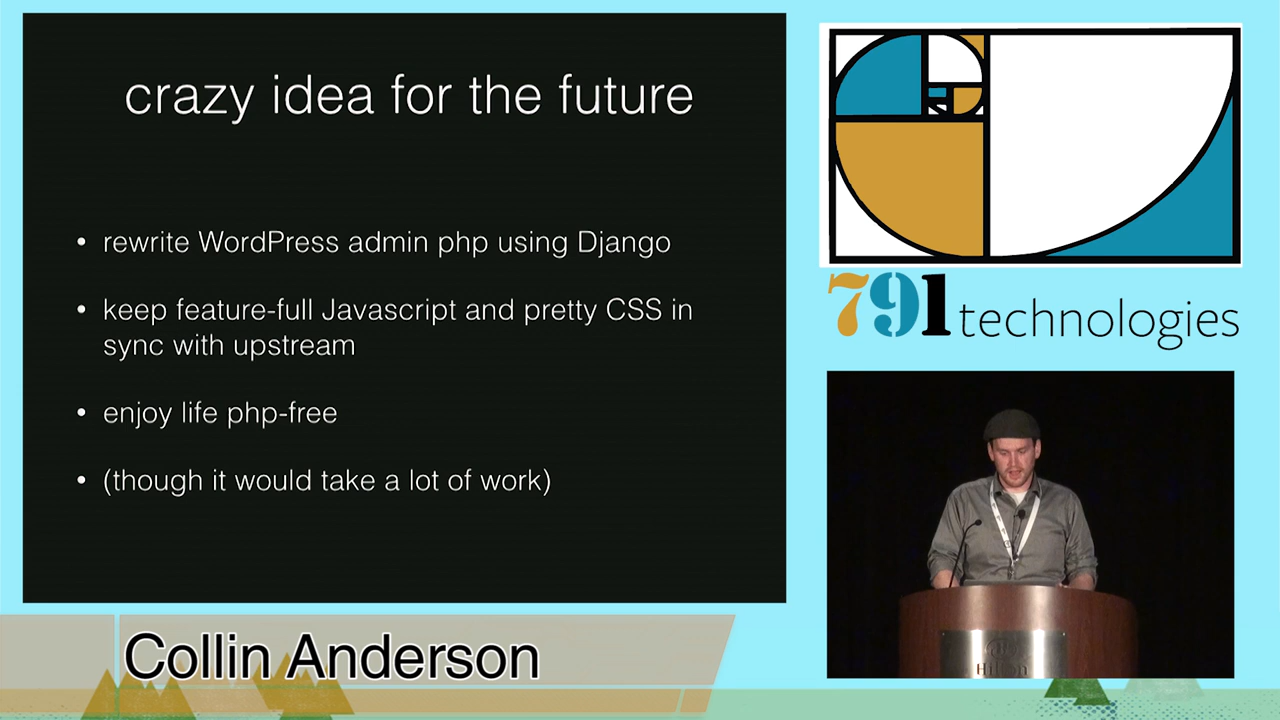 crazy idea for the future
• rewrite WordPress admin php using Django
• keep feature-full Javascript and pretty CSS in
sync with upstream
• enjoy life php-free
• (though it would take a lot of work)
791 technologies
Hilton
Collin Anderson